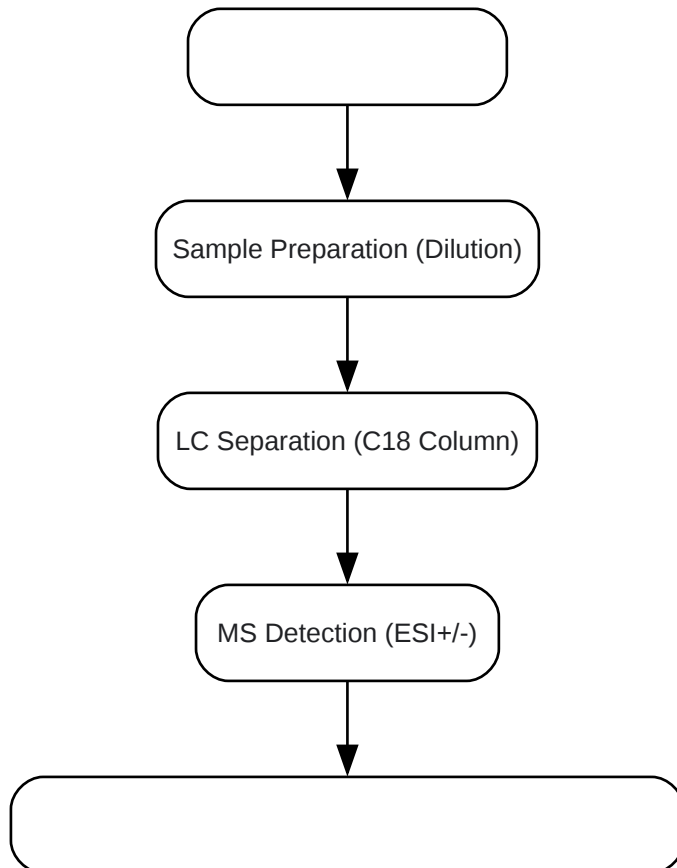 Sample Preparation (Dilution)
LC Separation (C18 Column)
MS Detection (ESI+/-)